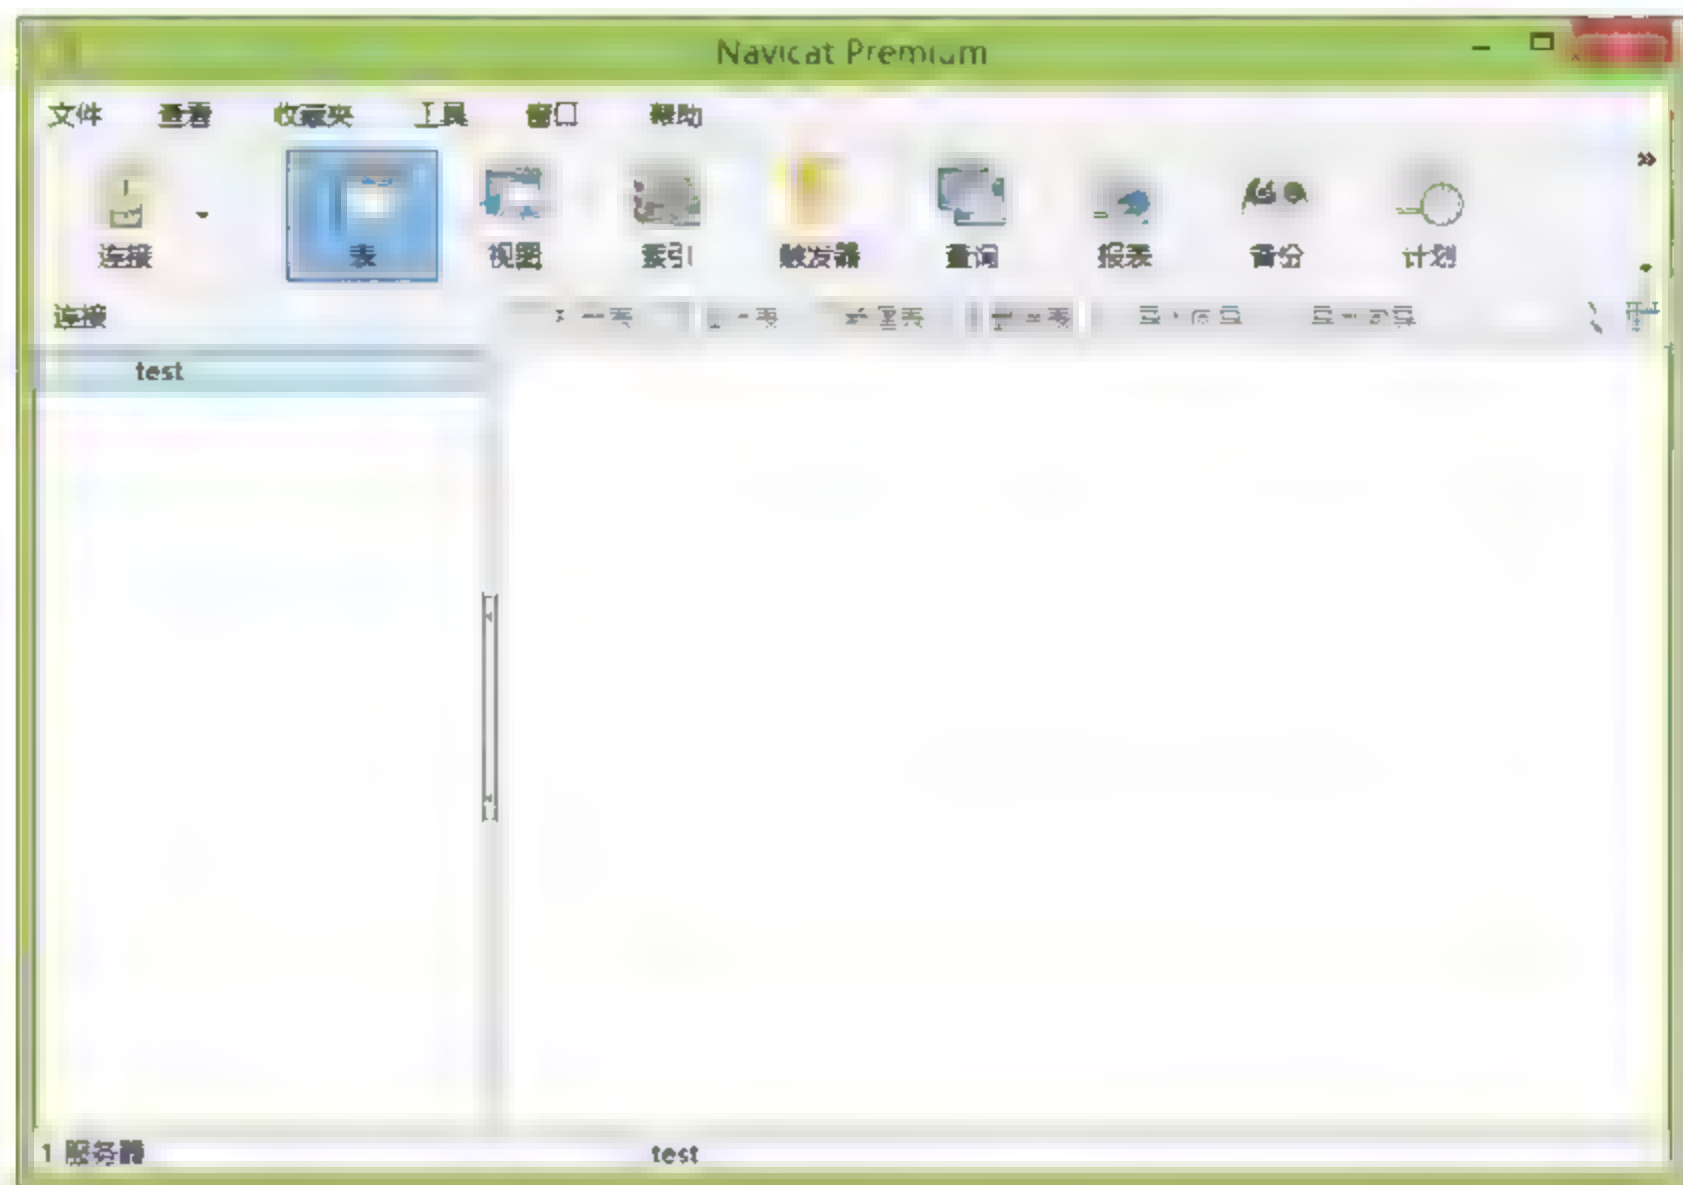 Navicat Premium
文件 查看 收藏夹 工具 窗口 帮助
连接 表 视图 索引 触发器 查询 报表 备份 计划
连接
test
1 服务器 test